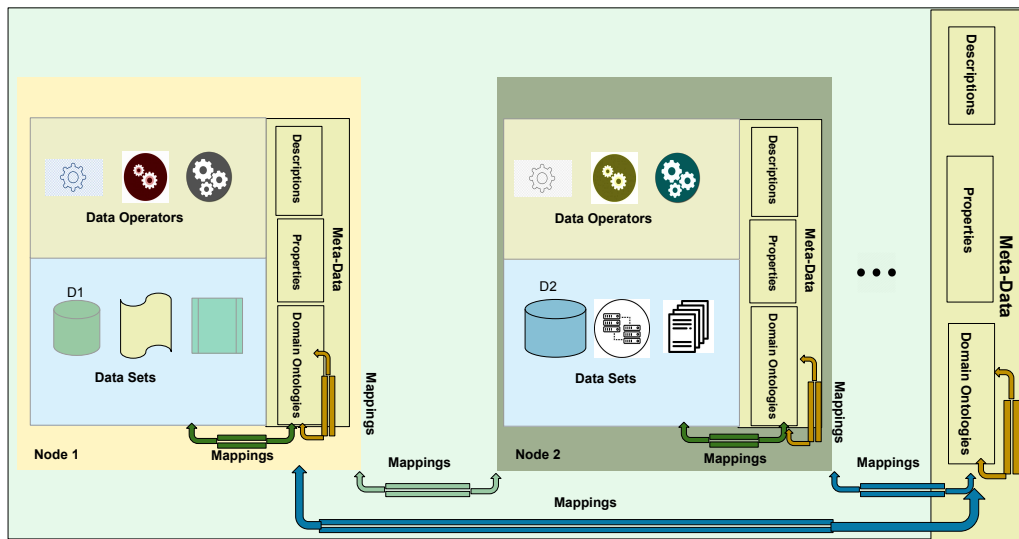 Descriptions
Properties
Meta-Data
Domain Ontologies
Data Operators
Descriptions
Properties
Meta-Data
Domain Ontologies
D1
Data Sets
Mappings
Node 1
Mappings
Data Operators
Descriptions
Properties
Meta-Data
Domain Ontologies
D2
Data Sets
Mappings
Node 2
Mappings
Mappings
Mappings
Mappings